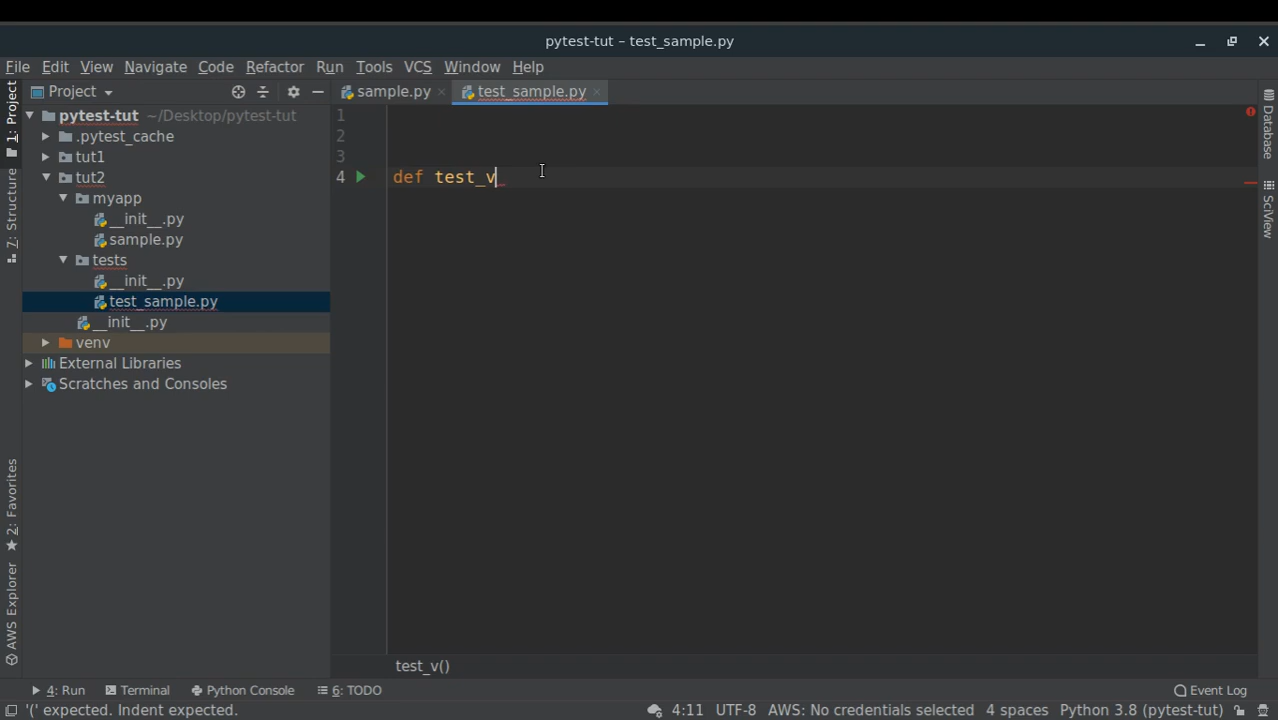 pytest-tut – test_sample.py
File Edit View Navigate Code Refactor Run Tools VCS Window Help
Project sample.py test_sample.py
1: Project
7: Structure
2: Favorites
AWS Explorer
pytest-tut ~/Desktop/pytest-tut
.pytest_cache
tut1
tut2
myapp
__init__.py
sample.py
tests
__init__.py
test_sample.py
__init__.py
venv
External Libraries
Scratches and Consoles
1
2
3
4 def test_v
Database
SciView
test_v()
4: Run Terminal Python Console 6: TODO Event Log
'(' expected. Indent expected. 4:11 UTF-8 AWS: No credentials selected 4 spaces Python 3.8 (pytest-tut)